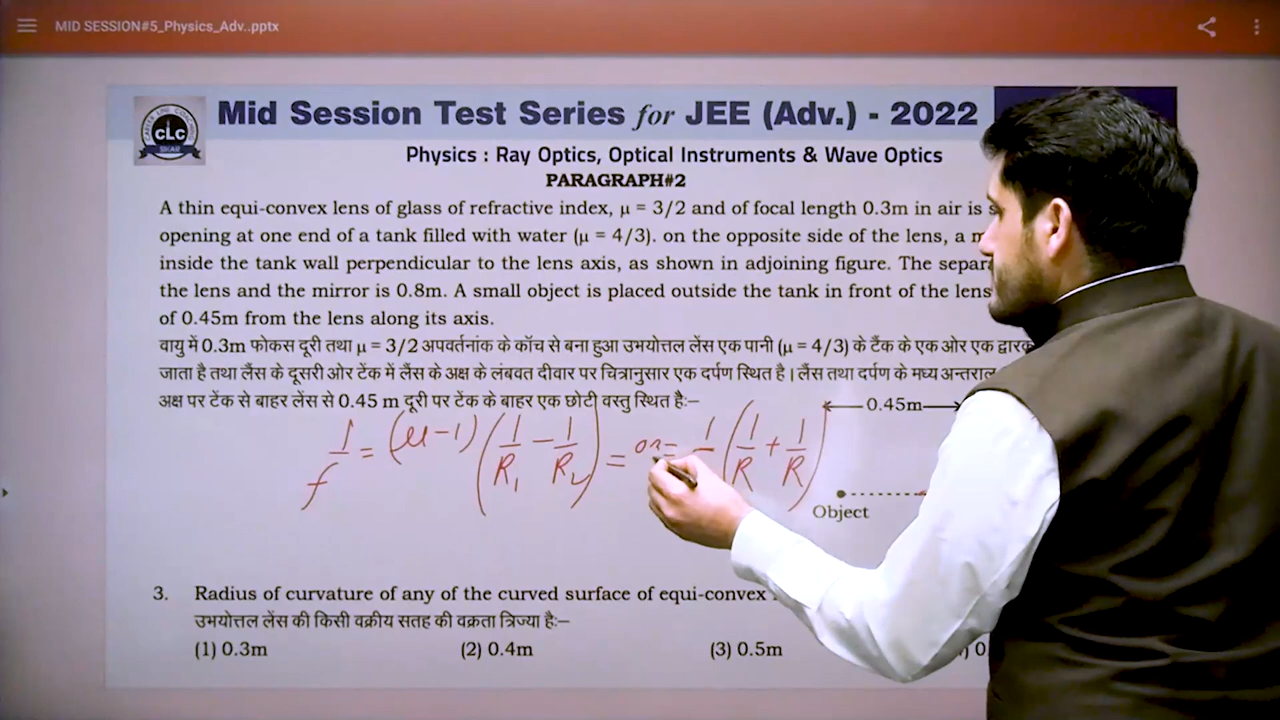 MID SESSION#5_Physics_Adv..pptx
CLC
Mid Session Test Series for JEE (Adv.) - 2022
Physics : Ray Optics, Optical Instruments & Wave Optics
PARAGRAPH#2
A thin equi-convex lens of glass of refractive index, μ = 3/2 and of focal length 0.3m in air is
opening at one end of a tank filled with water (μ = 4/3). on the opposite side of the lens, a
inside the tank wall perpendicular to the lens axis, as shown in adjoining figure. The
the lens and the mirror is 0.8m. A small object is placed outside the tank in front of the lens
of 0.45m from the lens along its axis.
वायु में 0.3m फोकस दूरी तथा μ = 3/2 अपवर्तनांक के कॉच से बना हुआ उभयोत्तल लेंस एक पानी (μ = 4/3) के टैंक के एक ओर एक
जाता है तथा लैंस के दूसरी ओर टेंक में लैंस के अक्ष के लंबवत दीवार पर चित्रानुसार एक दर्पण स्थित है। लैंस तथा दर्पण के मध्य अन्तराल
अक्ष पर टेंक से बाहर लेंस से 0.45 m दूरी पर टेंक के बाहर एक छोटी वस्तु स्थित है:–
0.45m
1/f = (μ-1)(1/R₁ - 1/R₂) = (1/R + 1/R)
Object
3. Radius of curvature of any of the curved surface of equi-convex
उभयोत्तल लेंस की किसी वक्रीय सतह की वक्रता त्रिज्या है:–
(1) 0.3m (2) 0.4m (3) 0.5m